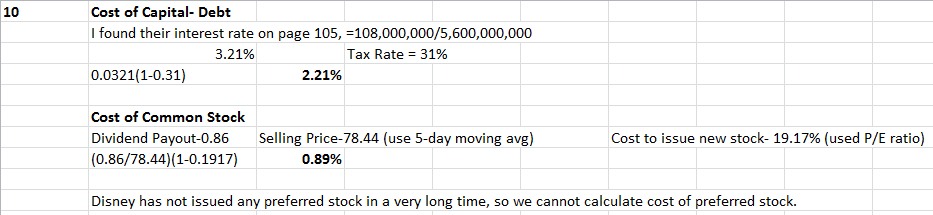 10 Cost of Capital- Debt
I found their interest rate on page 105, =108,000,000/5,600,000,000
3.21% Tax Rate = 31%
0.0321(1-0.31) 2.21%
Cost of Common Stock
Dividend Payout-0.86 Selling Price-78.44 (use 5-day moving avg) Cost to issue new stock- 19.17% (used P/E ratio)
(0.86/78.44)(1-0.1917) 0.89%
Disney has not issued any preferred stock in a very long time, so we cannot calculate cost of preferred stock.